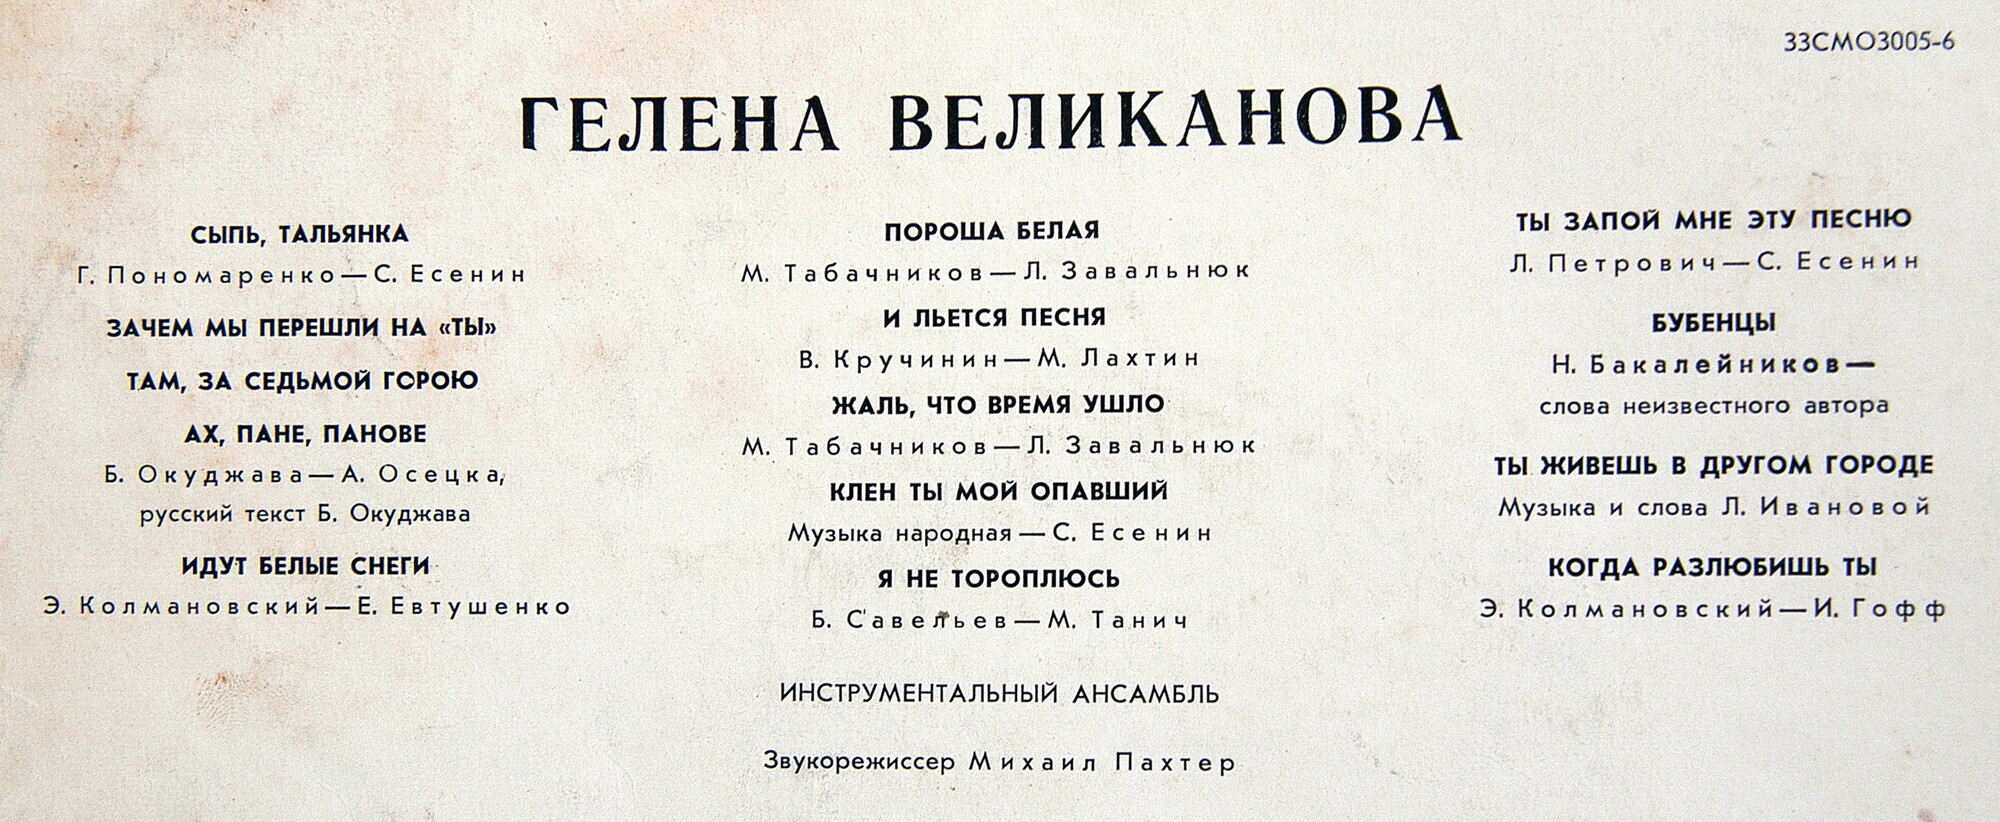 33СМО3005-6
ГЕЛЕНА ВЕЛИКАНОВА
СЫПЬ, ТАЛЬЯНКА
Г. Пономаренко — С. Есенин
ЗАЧЕМ МЫ ПЕРЕШЛИ НА «ТЫ»
ТАМ, ЗА СЕДЬМОЙ ГОРОЮ
АХ, ПАНЕ, ПАНОВЕ
Б. Окуджава — А. Осецка,
русский текст Б. Окуджава
ИДУТ БЕЛЫЕ СНЕГИ
Э. Колмановский — Е. Евтушенко
ПОРОША БЕЛАЯ
М. Табачников — Л. Завальнюк
И ЛЬЕТСЯ ПЕСНЯ
В. Кручинин — М. Лахтин
ЖАЛЬ, ЧТО ВРЕМЯ УШЛО
М. Табачников — Л. Завальнюк
КЛЕН ТЫ МОЙ ОПАВШИЙ
Музыка народная — С. Есенин
Я НЕ ТОРОПЛЮСЬ
Б. Савельев — М. Танич
ТЫ ЗАПОЙ МНЕ ЭТУ ПЕСНЮ
Л. Петрович — С. Есенин
БУБЕНЦЫ
Н. Бакалейников —
слова неизвестного автора
ТЫ ЖИВЕШЬ В ДРУГОМ ГОРОДЕ
Музыка и слова Л. Ивановой
КОГДА РАЗЛЮБИШЬ ТЫ
Э. Колмановский — И. Гофф
ИНСТРУМЕНТАЛЬНЫЙ АНСАМБЛЬ
Звукорежиссер Михаил Пахтер